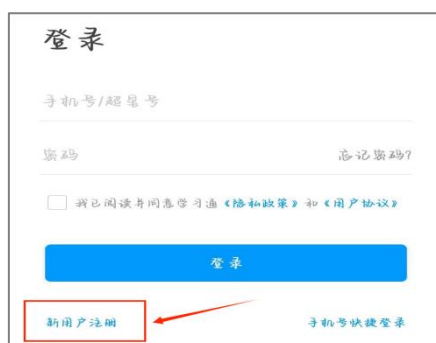 登录
手机号/超星号
密码 忘记密码?
我已阅读并同意学习通《隐私政策》和《用户协议》
登录
新用户注册 手机号快捷登录